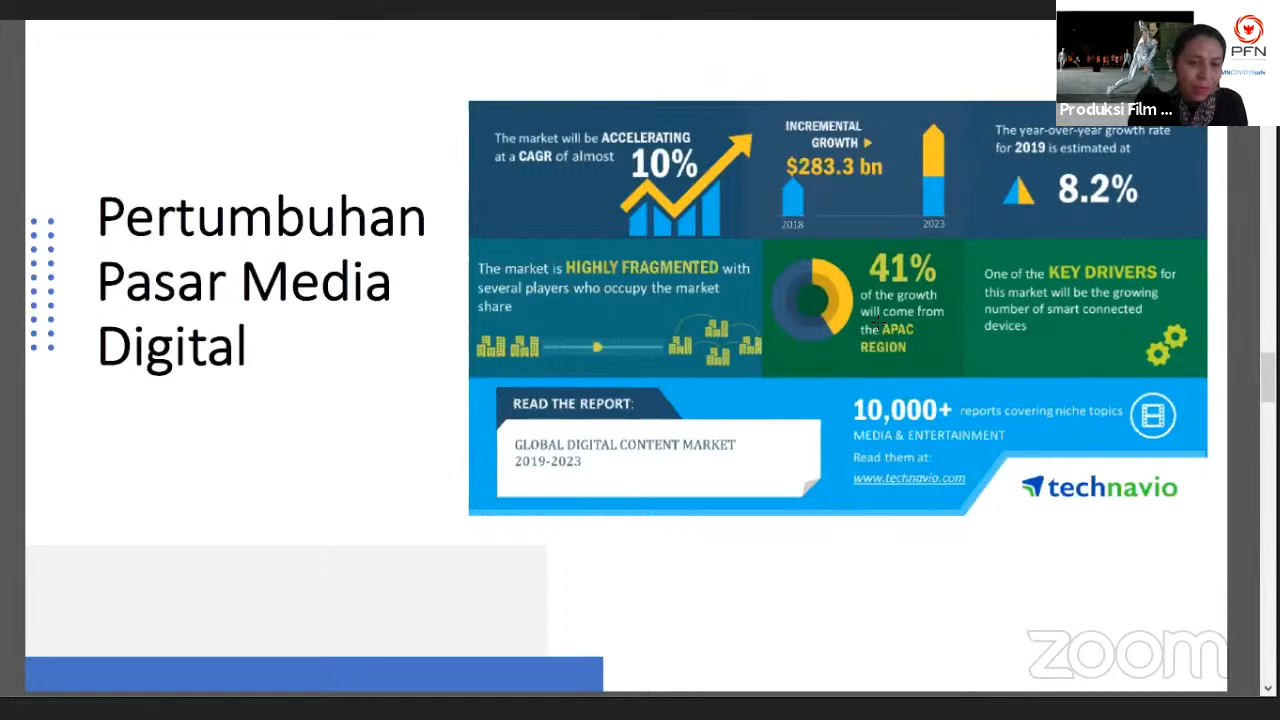 PFN
Produksi Film ...
Pertumbuhan
Pasar Media
Digital
The market will be ACCELERATING
at a CAGR of almost
10%
INCREMENTAL
GROWTH
$283.3 bn
2018
2023
The year-over-year growth rate
for 2019 is estimated at
8.2%
The market is HIGHLY FRAGMENTED with
several players who occupy the market
share
41%
of the growth
will come from
the APAC
REGION
One of the KEY DRIVERS for
this market will be the growing
number of smart connected
devices
READ THE REPORT:
GLOBAL DIGITAL CONTENT MARKET
2019-2023
10,000+ reports covering niche topics
MEDIA & ENTERTAINMENT
Read them at:
www.technavio.com
technavio
zoom